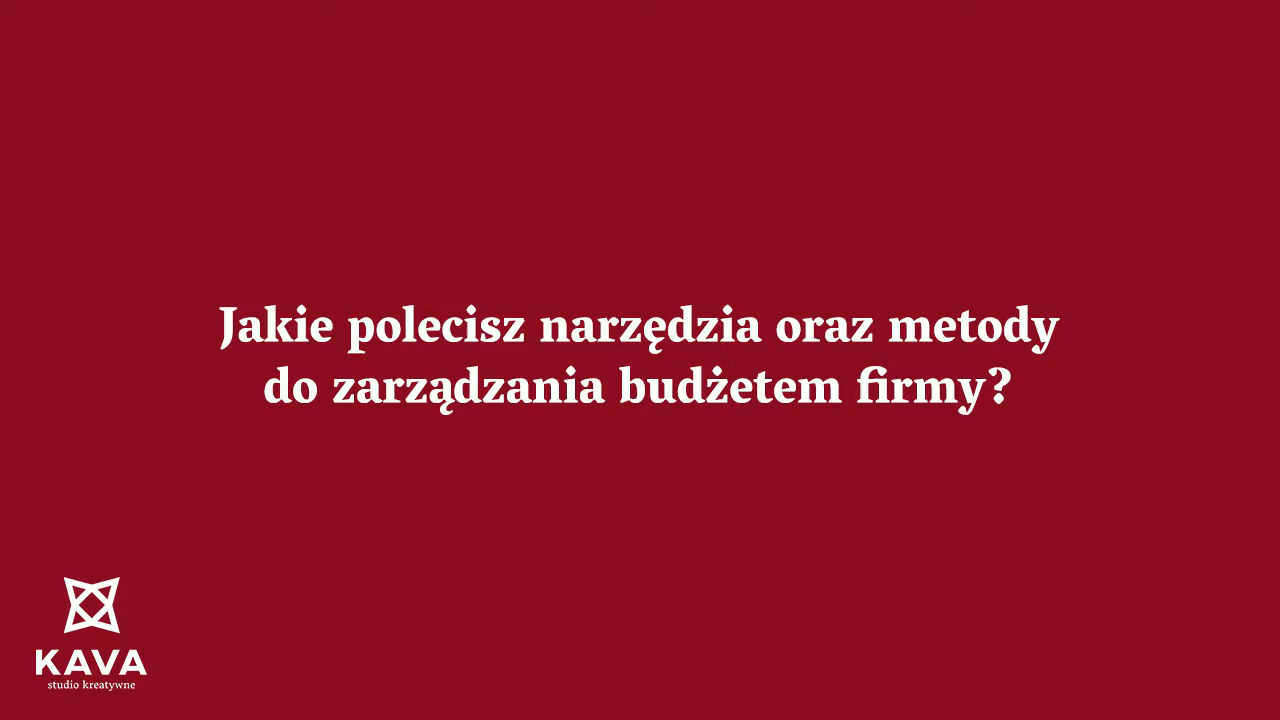 Jakie polecisz narzędzia oraz metody
do zarządzania budżetem firmy?
KAVA
studio kreatywne